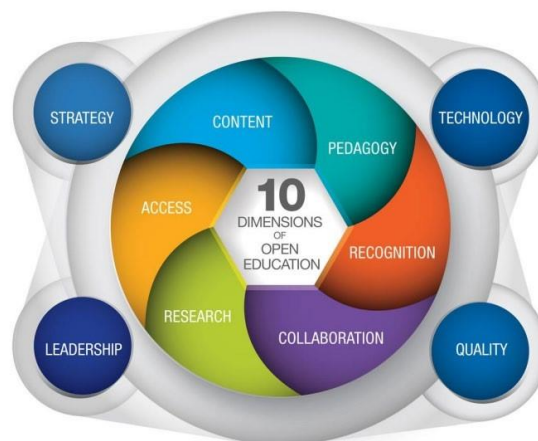 STRATEGY
TECHNOLOGY
CONTENT
PEDAGOGY
ACCESS
10
DIMENSIONS
OF
OPEN
EDUCATION
RECOGNITION
RESEARCH
COLLABORATION
LEADERSHIP
QUALITY